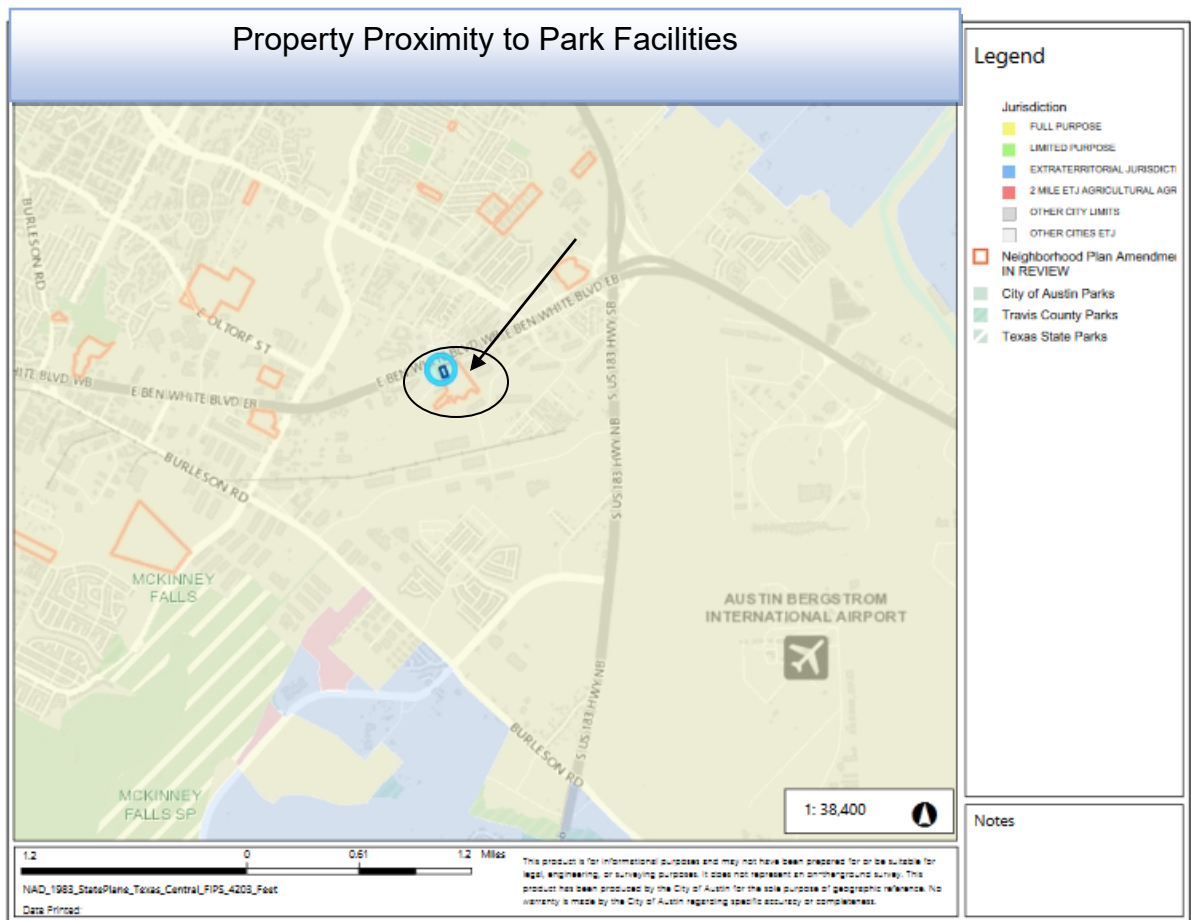 Property Proximity to Park Facilities
Legend
Jurisdiction
FULL PURPOSE
LIMITED PURPOSE
EXTRATERRITORIAL JURISDICTI
2 MILE ETJ AGRICULTURAL AGR
OTHER CITY LIMITS
OTHER CITIES ETJ
Neighborhood Plan Amendme
IN REVIEW
City of Austin Parks
Travis County Parks
Texas State Parks
BURLESON RD
E OLTORF ST
E BEN WHITE BLVD EB
S US 183 HWY SB
HITE BLVD WB
E BEN WHITE BLVD EB
S US 183 HWY NB
BURLESON RD
MCKINNEY
FALLS
AUSTIN BERGSTROM
INTERNATIONAL AIRPORT
S US 183 HWY NB
BURLESON RD
MCKINNEY
FALLS SP
1: 38,400
Notes
1.2 0 0.61 1.2 Miles
NAD_1983_StatePlane_Texas_Central_FIPS_4203_Feet
Date Printed:
This product is for informational purposes and may not have been prepared for or be suitable for
legal, engineering, or surveying purposes. It does not represent an on-the-ground survey. This
product has been produced by the City of Austin for the sole purpose of geographic reference. No
warranty is made by the City of Austin regarding specific accuracy or completeness.